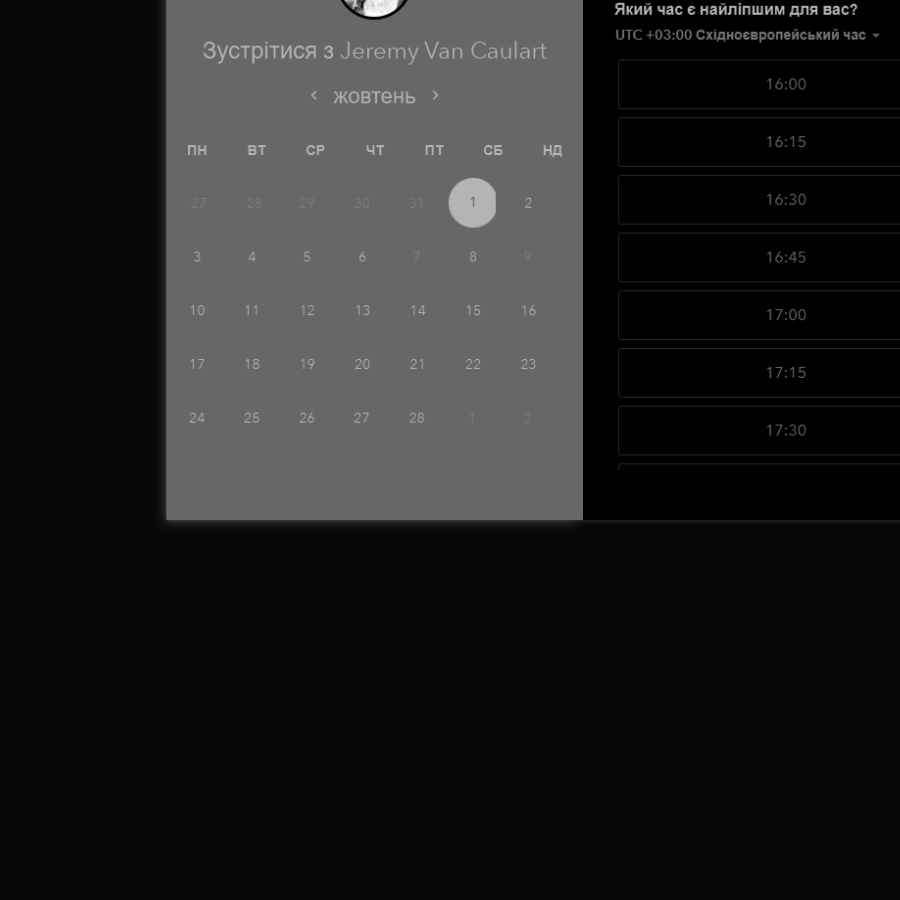 Зустрітися з Jeremy Van Caulart
жовтень
ПН ВТ СР ЧТ ПТ СБ НД
27 28 29 30 31 1 2
3 4 5 6 7 8 9
10 11 12 13 14 15 16
17 18 19 20 21 22 23
24 25 26 27 28 1 2
Який час є найліпшим для вас?
UTC +03:00 Східноєвропейський час
16:00
16:15
16:30
16:45
17:00
17:15
17:30